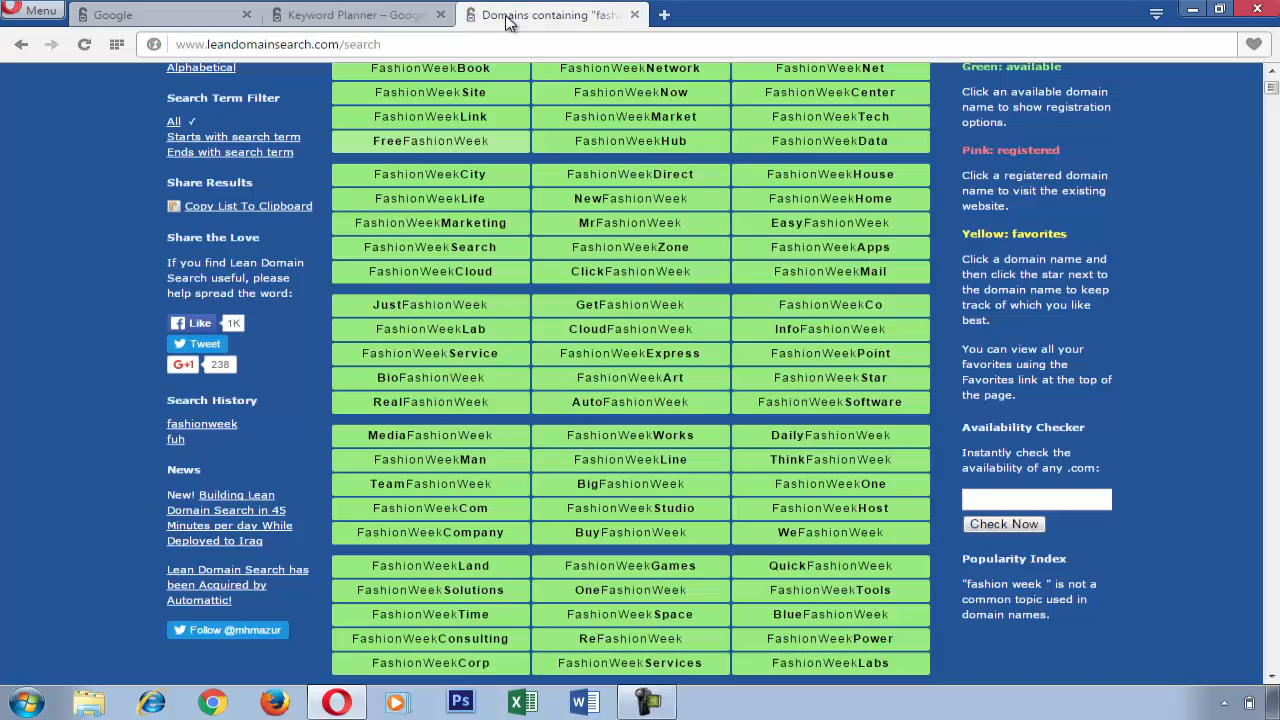 Menu
Google
Keyword Planner – Google
Domains containing "fash
www.leandomainsearch.com/search
Alphabetical
Search Term Filter
All ✓
Starts with search term
Ends with search term
Share Results
Copy List To Clipboard
Share the Love
If you find Lean Domain
Search useful, please
help spread the word:
Like 1K
Tweet
G+1 238
Search History
fashionweek
fuh
News
New! Building Lean
Domain Search in 45
Minutes per day While
Deployed to Iraq
Lean Domain Search has
been Acquired by
Automattic!
Follow @mhmazur
FashionWeekBook FashionWeekNetwork FashionWeekNet
FashionWeekSite FashionWeekNow FashionWeekCenter
FashionWeekLink FashionWeekMarket FashionWeekTech
FreeFashionWeek FashionWeekHub FashionWeekData
FashionWeekCity FashionWeekDirect FashionWeekHouse
FashionWeekLife NewFashionWeek FashionWeekHome
FashionWeekMarketing MrFashionWeek EasyFashionWeek
FashionWeekSearch FashionWeekZone FashionWeekApps
FashionWeekCloud ClickFashionWeek FashionWeekMail
JustFashionWeek GetFashionWeek FashionWeekCo
FashionWeekLab CloudFashionWeek InfoFashionWeek
FashionWeekService FashionWeekExpress FashionWeekPoint
BioFashionWeek FashionWeekArt FashionWeekStar
RealFashionWeek AutoFashionWeek FashionWeekSoftware
MediaFashionWeek FashionWeekWorks DailyFashionWeek
FashionWeekMan FashionWeekLine ThinkFashionWeek
TeamFashionWeek BigFashionWeek FashionWeekOne
FashionWeekCom FashionWeekStudio FashionWeekHost
FashionWeekCompany BuyFashionWeek WeFashionWeek
FashionWeekLand FashionWeekGames QuickFashionWeek
FashionWeekSolutions OneFashionWeek FashionWeekTools
FashionWeekTime FashionWeekSpace BlueFashionWeek
FashionWeekConsulting ReFashionWeek FashionWeekPower
FashionWeekCorp FashionWeekServices FashionWeekLabs
Green: available
Click an available domain
name to show registration
options.
Pink: registered
Click a registered domain
name to visit the existing
website.
Yellow: favorites
Click a domain name and
then click the star next to
the domain name to keep
track of which you like
best.
You can view all your
favorites using the
Favorites link at the top of
the page.
Availability Checker
Instantly check the
availability of any .com:
Check Now
Popularity Index
"fashion week " is not a
common topic used in
domain names.
Ps